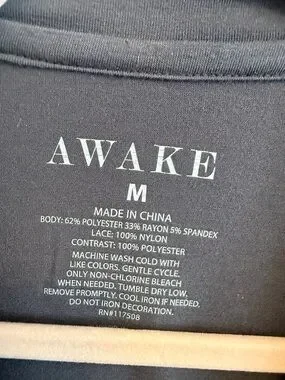 AWAKE
M
MADE IN CHINA
BODY: 62% POLYESTER 33% RAYON 5% SPANDEX
LACE: 100% NYLON
CONTRAST: 100% POLYESTER
MACHINE WASH COLD WITH
LIKE COLORS. GENTLE CYCLE.
ONLY NON-CHLORINE BLEACH
WHEN NEEDED. TUMBLE DRY LOW.
REMOVE PROMPTLY. COOL IRON IF NEEDED.
DO NOT IRON DECORATION.
RN#117508